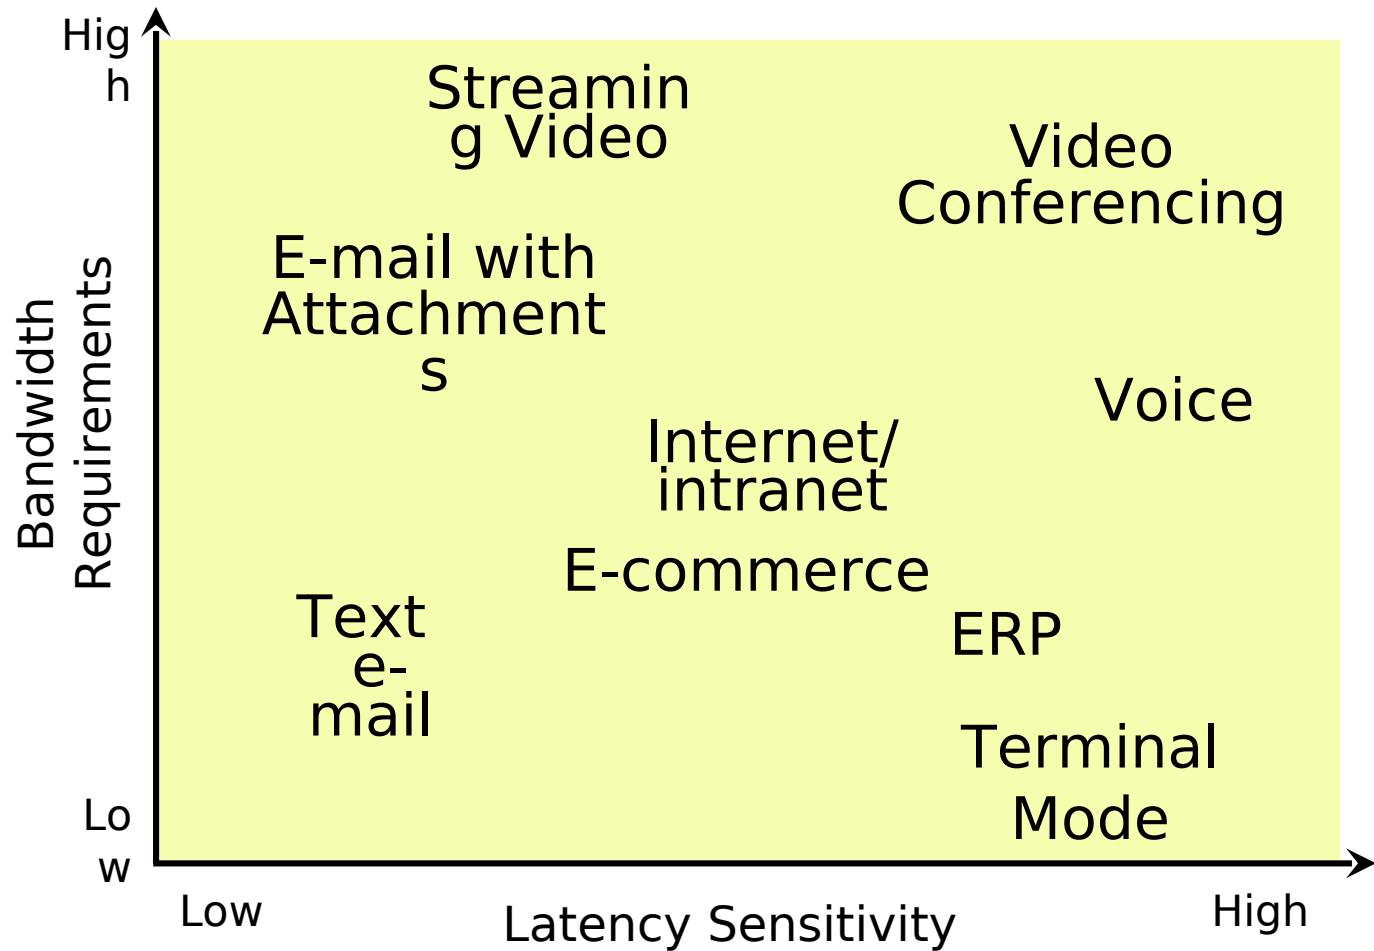 Hig
h
Streamin
g Video
Video
Conferencing
E-mail with
Attachment
s
Bandwidth
Requirements
Voice
Internet/
intranet
E-commerce
Text
e-
mail
ERP
Terminal
Mode
Lo
w
Low
Latency Sensitivity
High